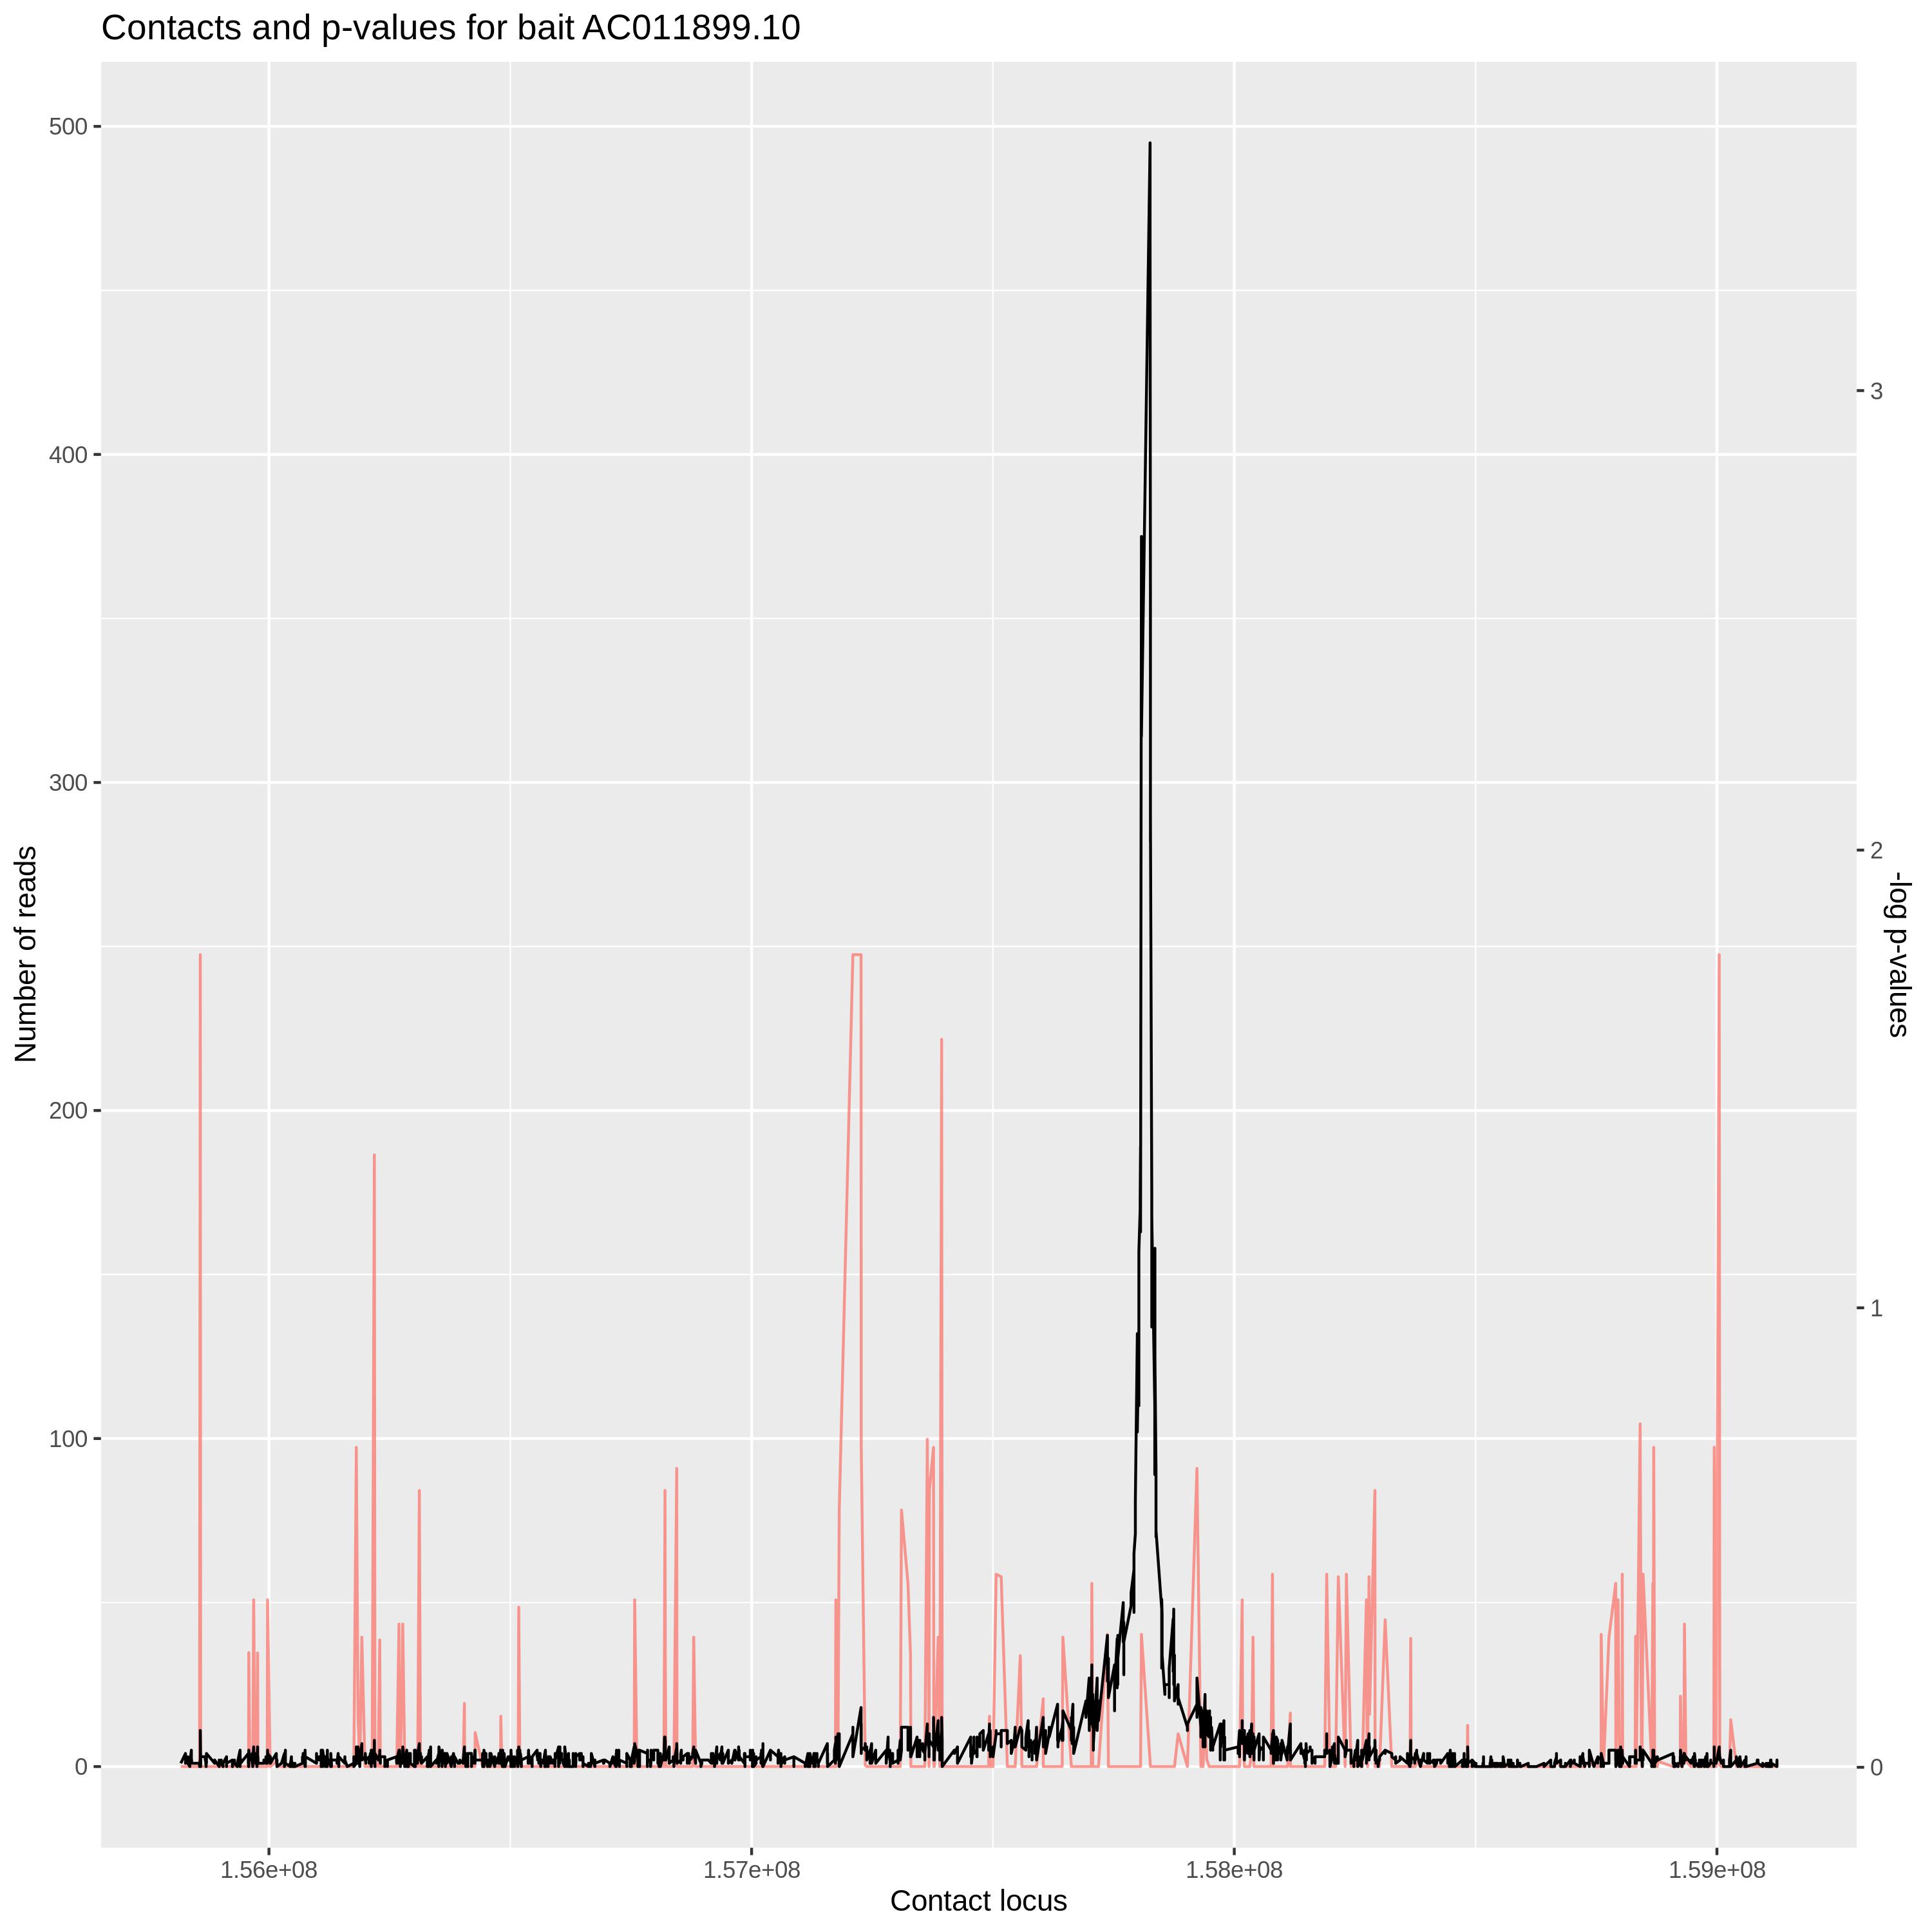 Contacts and p-values for bait AC011899.10
Number of reads
500
400
300
200
100
0
3
2
1
0
-log p-values
1.56e+08
1.57e+08
1.58e+08
1.59e+08
Contact locus